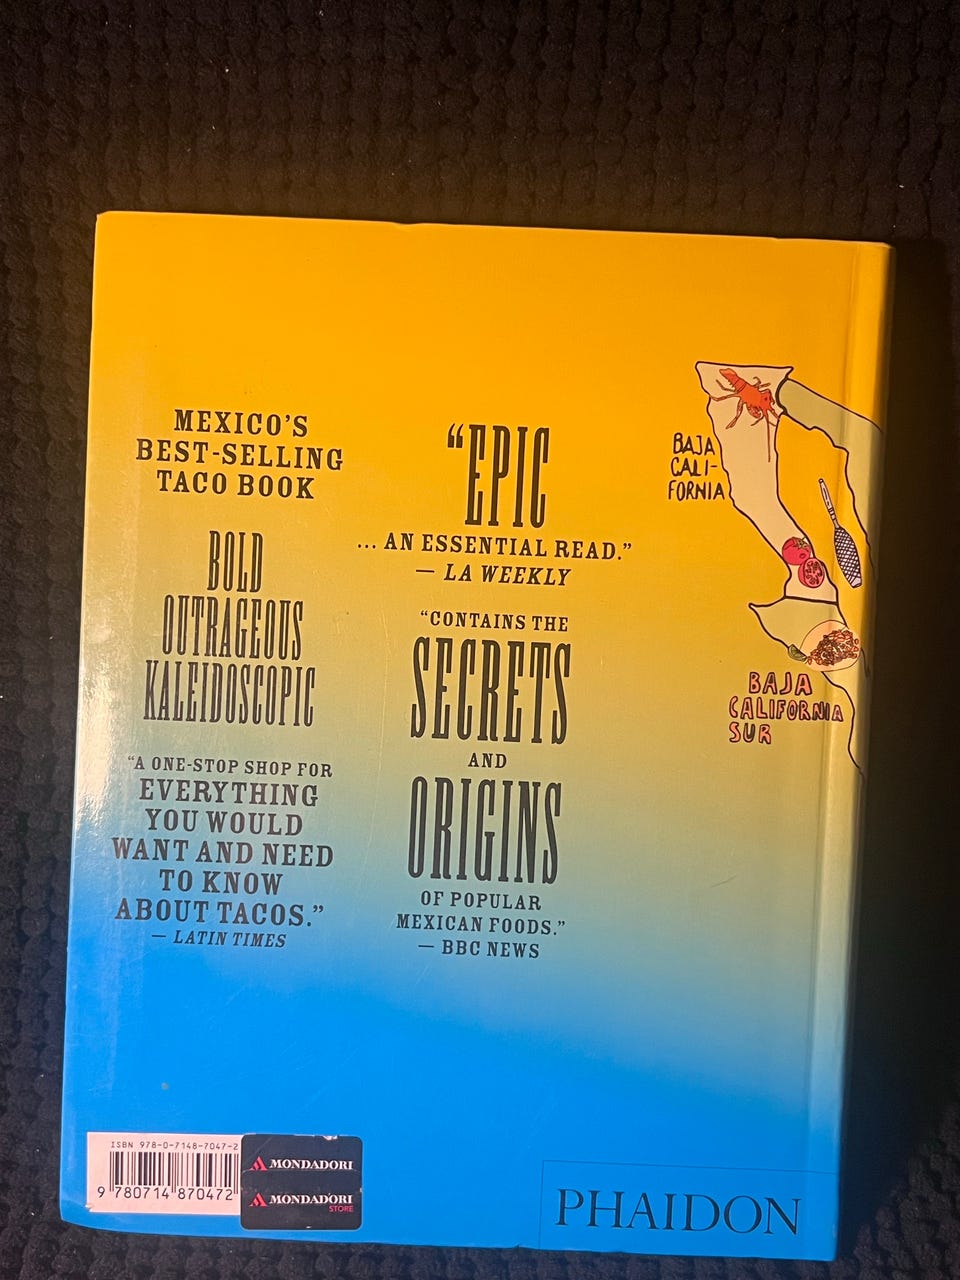 MEXICO'S
BEST-SELLING
TACO BOOK
BOLD
OUTRAGEOUS
KALEIDOSCOPIC
"A ONE-STOP SHOP FOR
EVERYTHING
YOU WOULD
WANT AND NEED
TO KNOW
ABOUT TACOS."
— LATIN TIMES
"EPIC
... AN ESSENTIAL READ."
— LA WEEKLY
"CONTAINS THE
SECRETS
AND
ORIGINS
OF POPULAR
MEXICAN FOODS."
— BBC NEWS
BAJA
CALI-
FORNIA
BAJA
CALIFORNIA
SUR
ISBN 978-0-7148-7047-2
9 780714 870472
MONDADORI
MONDADORI
STORE
PHAIDON